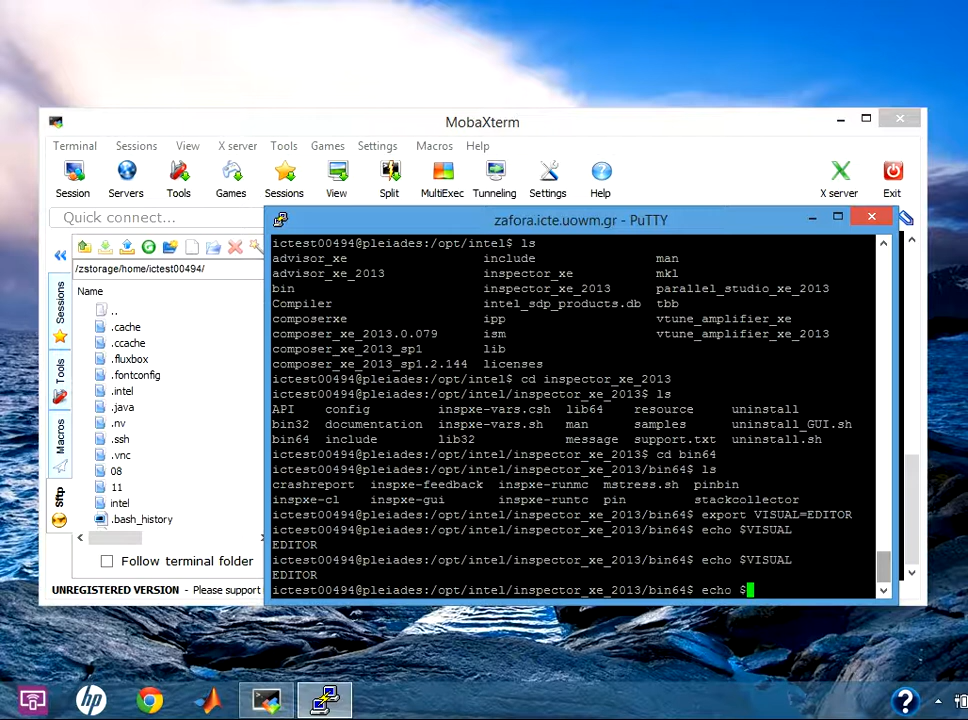 MobaXterm
Terminal Sessions View X server Tools Games Settings Macros Help
Session Servers Tools Games Sessions View Split MultiExec Tunneling Settings Help X server Exit
Quick connect...
/zstorage/home/ictest00494/
Name
..
.cache
.ccache
.fluxbox
.fontconfig
.intel
.java
.nv
.ssh
.vnc
08
11
intel
.bash_history
Sessions
Tools
Macros
Sftp
Follow terminal folder
UNREGISTERED VERSION - Please support
zafora.icte.uowm.gr - PuTTY
ictest00494@pleiades:/opt/intel$ ls
advisor_xe include man
advisor_xe_2013 inspector_xe mkl
bin inspector_xe_2013 parallel_studio_xe_2013
Compiler intel_sdp_products.db tbb
composerxe ipp vtune_amplifier_xe
composer_xe_2013.0.079 ism vtune_amplifier_xe_2013
composer_xe_2013_sp1 lib
composer_xe_2013_sp1.2.144 licenses
ictest00494@pleiades:/opt/intel$ cd inspector_xe_2013
ictest00494@pleiades:/opt/intel/inspector_xe_2013$ ls
API config inspxe-vars.csh lib64 resource uninstall
bin32 documentation inspxe-vars.sh man samples uninstall_GUI.sh
bin64 include lib32 message support.txt uninstall.sh
ictest00494@pleiades:/opt/intel/inspector_xe_2013$ cd bin64
ictest00494@pleiades:/opt/intel/inspector_xe_2013/bin64$ ls
crashreport inspxe-feedback inspxe-runmc mstress.sh pinbin
inspxe-cl inspxe-gui inspxe-runtc pin stackcollector
ictest00494@pleiades:/opt/intel/inspector_xe_2013/bin64$ export VISUAL=EDITOR
ictest00494@pleiades:/opt/intel/inspector_xe_2013/bin64$ echo $VISUAL
EDITOR
ictest00494@pleiades:/opt/intel/inspector_xe_2013/bin64$ echo $VISUAL
EDITOR
ictest00494@pleiades:/opt/intel/inspector_xe_2013/bin64$ echo $
hp